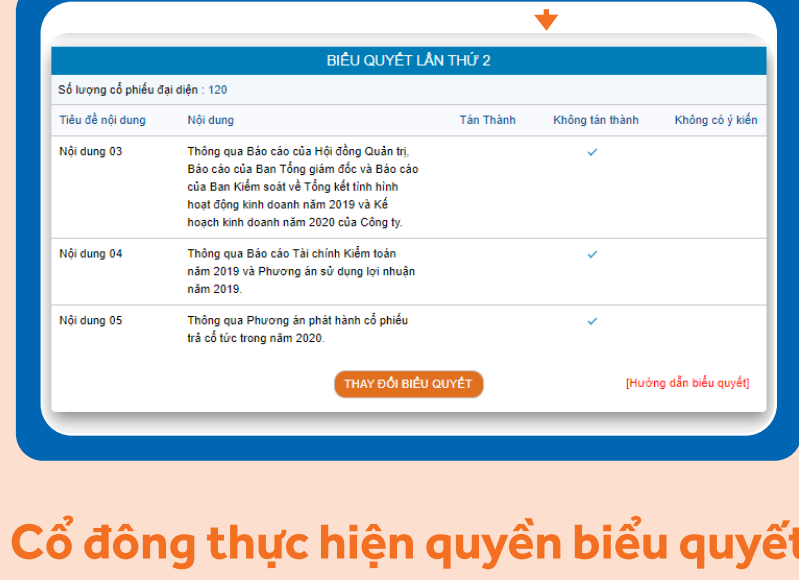 BIỂU QUYẾT LẦN THỨ 2
Số lượng cổ phiếu đại diện : 120
Tiêu đề nội dung Nội dung Tán Thành Không tán thành Không có ý kiến
Nội dung 03 Thông qua Báo cáo của Hội đồng Quản trị,
Báo cáo của Ban Tổng giám đốc và Báo cáo
của Ban Kiểm soát về Tổng kết tình hình
hoạt động kinh doanh năm 2019 và Kế
hoạch kinh doanh năm 2020 của Công ty.
Nội dung 04 Thông qua Báo cáo Tài chính Kiểm toán
năm 2019 và Phương án sử dụng lợi nhuận
năm 2019.
Nội dung 05 Thông qua Phương án phát hành cổ phiếu
trả cổ tức trong năm 2020.
THAY ĐỔI BIỂU QUYẾT
[Hướng dẫn biểu quyết]
Cổ đông thực hiện quyền biểu quyết